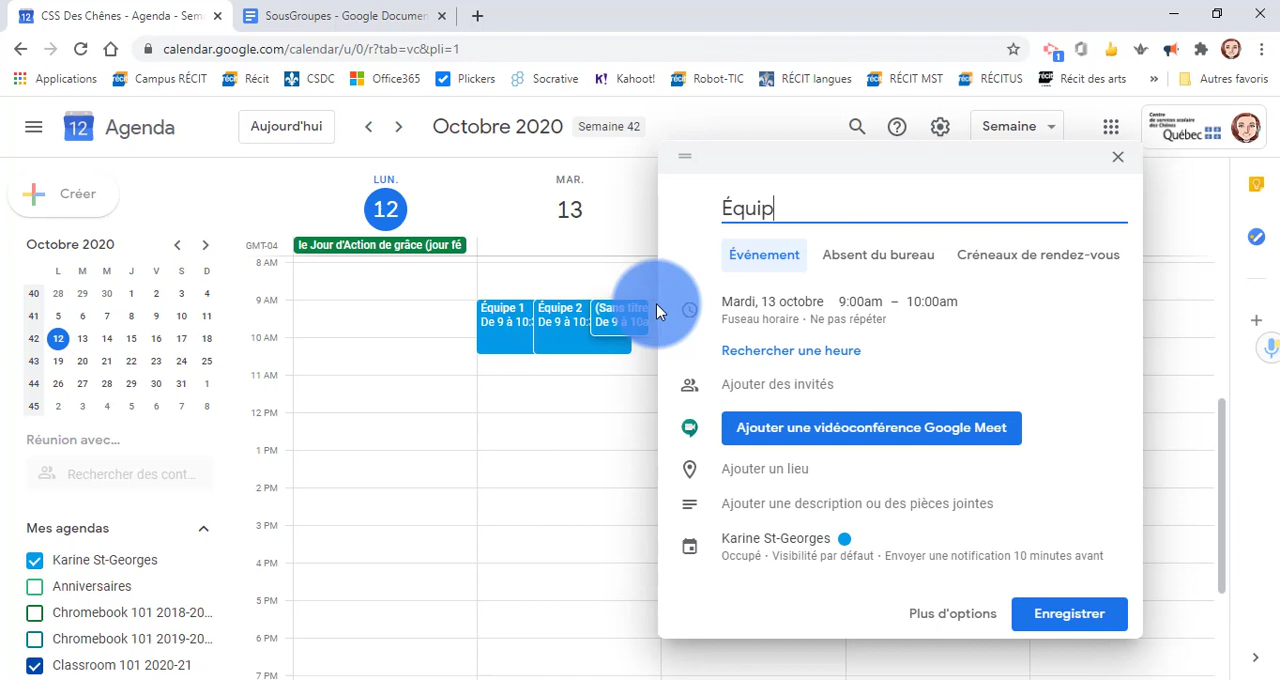 CSS Des Chênes - Agenda - Sem
SousGroupes - Google Documen
calendar.google.com/calendar/u/0/r?tab=vc&pli=1
1
Applications
Campus RÉCIT
Récit
CSDC
Office365
Plickers
Socrative
K! Kahoot!
Robot-TIC
RÉCIT langues
RÉCIT MST
RÉCITUS
Récit des arts
»
Autres favoris
12 Agenda
Aujourd'hui
Octobre 2020
Semaine 42
Semaine
Centre
de services scolaire
des Chênes
Québec
Créer
Octobre 2020
L M M J V S D
40 28 29 30 1 2 3 4
41 5 6 7 8 9 10 11
42 12 13 14 15 16 17 18
43 19 20 21 22 23 24 25
44 26 27 28 29 30 31 1
45 2 3 4 5 6 7 8
Réunion avec...
Rechercher des cont...
Mes agendas
Karine St-Georges
Anniversaires
Chromebook 101 2018-20...
Chromebook 101 2019-20...
Classroom 101 2020-21
LUN.
12
MAR.
13
GMT-04
le Jour d'Action de grâce (jour fé
8 AM
9 AM
10 AM
11 AM
12 PM
1 PM
2 PM
3 PM
4 PM
5 PM
6 PM
7 PM
Équipe 1
De 9 à 10:
Équipe 2
De 9 à 10:
(Sans titre
De 9 à 10a
Équip
Événement
Absent du bureau
Créneaux de rendez-vous
Mardi, 13 octobre 9:00am – 10:00am
Fuseau horaire · Ne pas répéter
Rechercher une heure
Ajouter des invités
Ajouter une vidéoconférence Google Meet
Ajouter un lieu
Ajouter une description ou des pièces jointes
Karine St-Georges
Occupé · Visibilité par défaut · Envoyer une notification 10 minutes avant
Plus d'options
Enregistrer